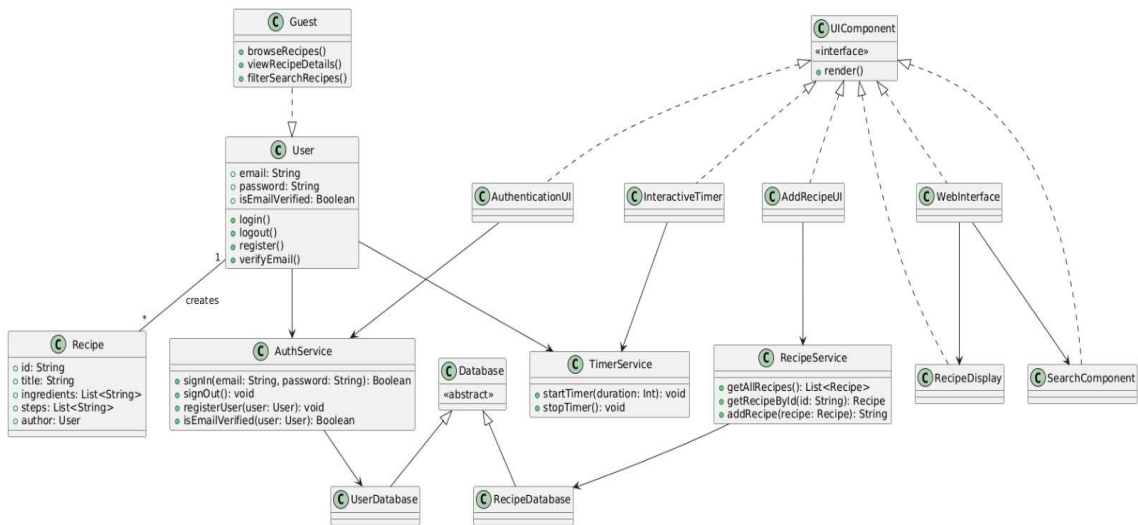 Guest
browseRecipes()
viewRecipeDetails()
filterSearchRecipes()
UIComponent
«interface»
render()
User
email: String
password: String
isEmailVerified: Boolean
login()
logout()
register()
verifyEmail()
AuthenticationUI
InteractiveTimer
AddRecipeUI
WebInterface
1
creates
*
Recipe
id: String
title: String
ingredients: List<String>
steps: List<String>
author: User
AuthService
signIn(email: String, password: String): Boolean
signOut(): void
registerUser(user: User): void
isEmailVerified(user: User): Boolean
Database
«abstract»
TimerService
startTimer(duration: Int): void
stopTimer(): void
RecipeService
getAllRecipes(): List<Recipe>
getRecipeById(id: String): Recipe
addRecipe(recipe: Recipe): String
RecipeDisplay
SearchComponent
UserDatabase
RecipeDatabase